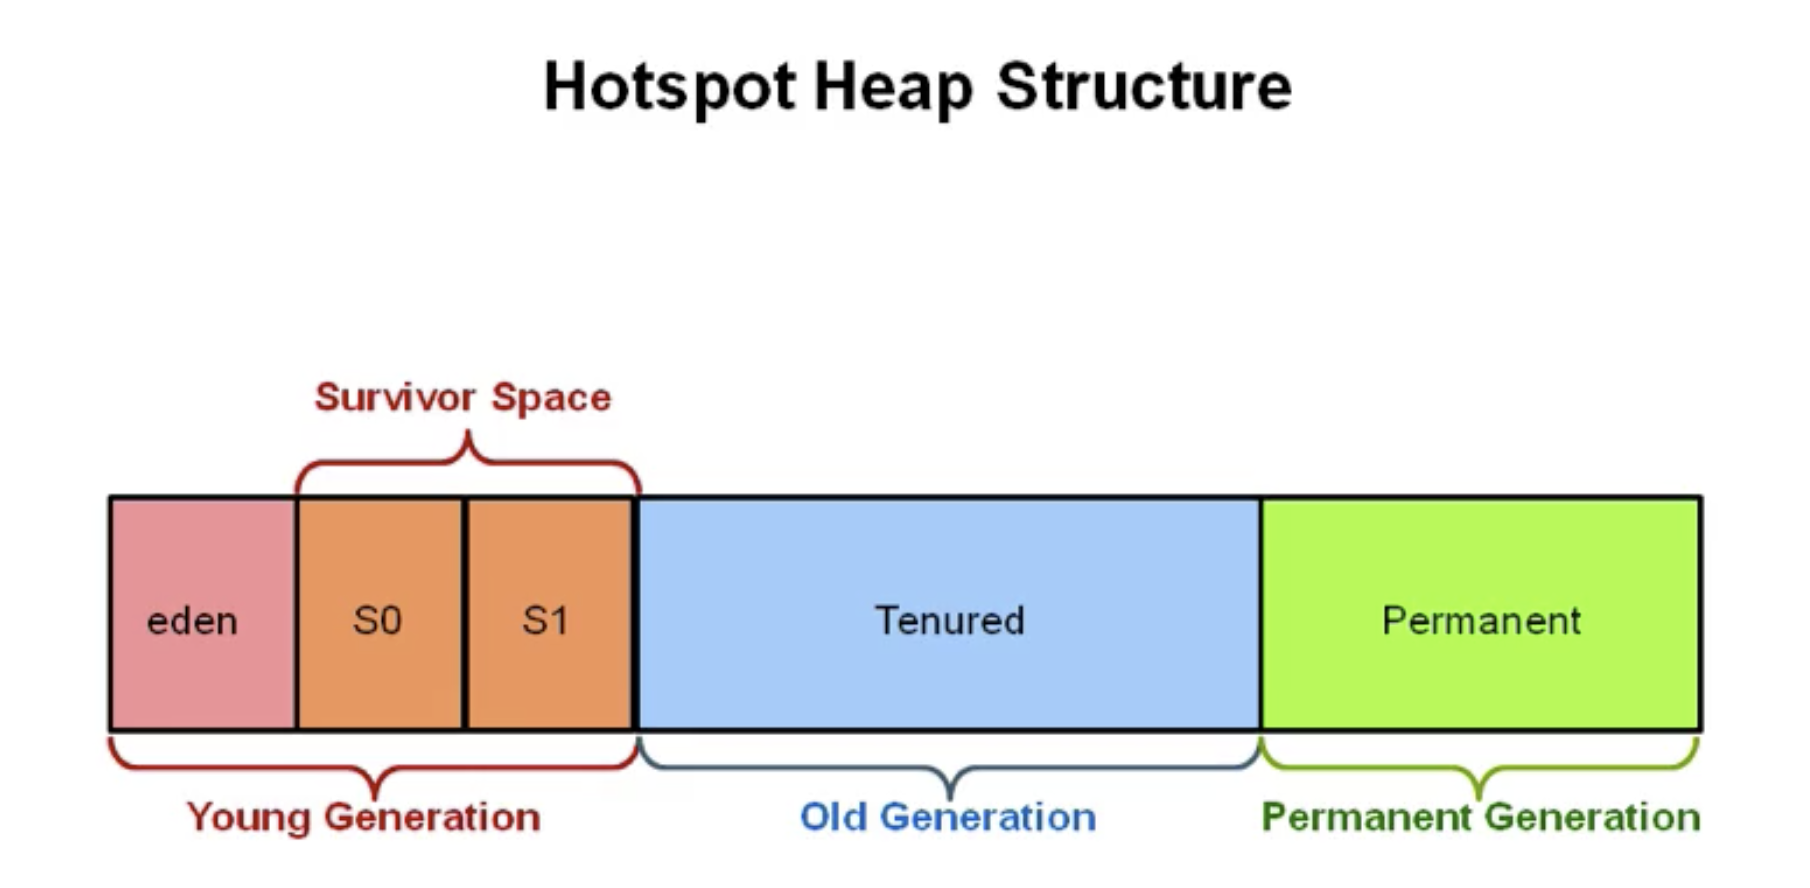 Hotspot Heap Structure
Survivor Space
eden
S0
S1
Tenured
Permanent
Young Generation
Old Generation
Permanent Generation